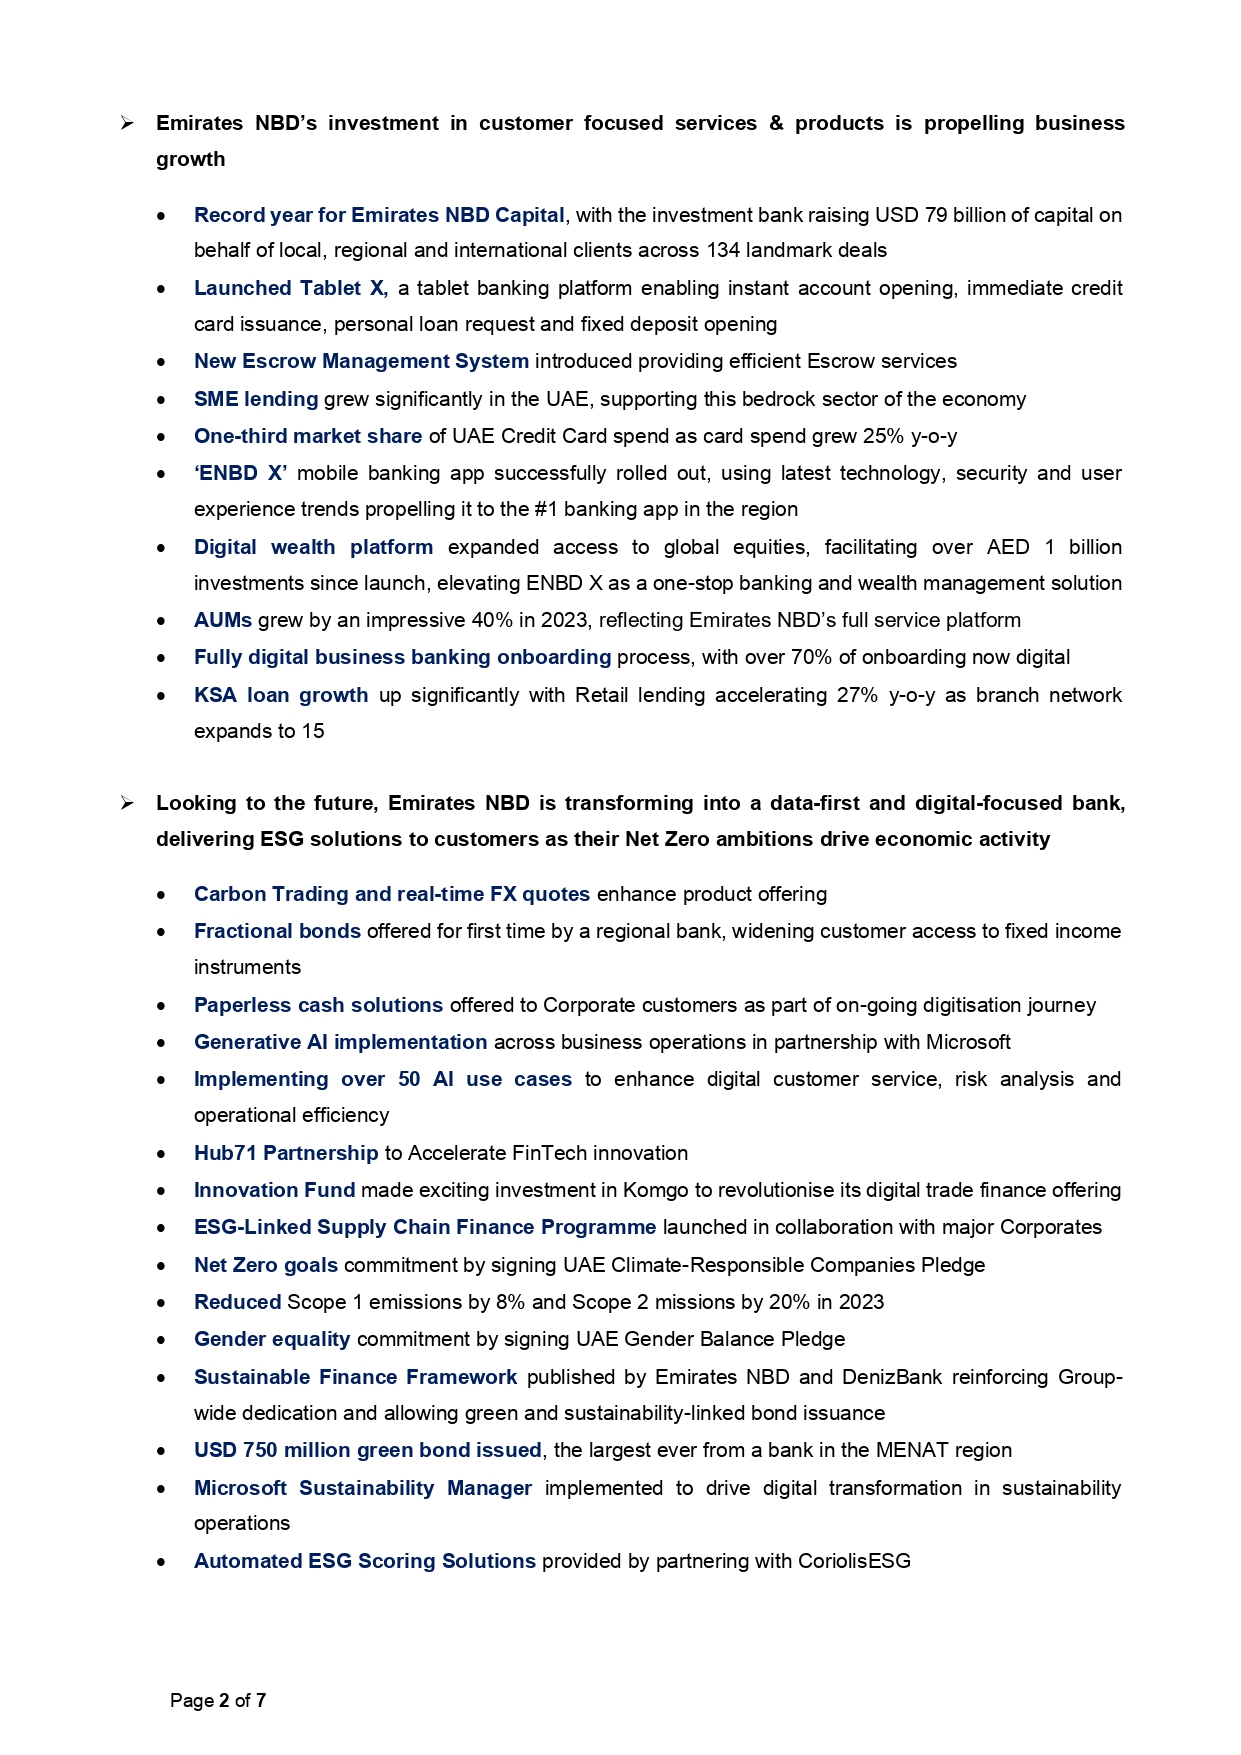 ➢ Emirates NBD’s investment in customer focused services & products is propelling business
growth
• Record year for Emirates NBD Capital, with the investment bank raising USD 79 billion of capital on
behalf of local, regional and international clients across 134 landmark deals
• Launched Tablet X, a tablet banking platform enabling instant account opening, immediate credit
card issuance, personal loan request and fixed deposit opening
• New Escrow Management System introduced providing efficient Escrow services
• SME lending grew significantly in the UAE, supporting this bedrock sector of the economy
• One-third market share of UAE Credit Card spend as card spend grew 25% y-o-y
• ‘ENBD X’ mobile banking app successfully rolled out, using latest technology, security and user
experience trends propelling it to the #1 banking app in the region
• Digital wealth platform expanded access to global equities, facilitating over AED 1 billion
investments since launch, elevating ENBD X as a one-stop banking and wealth management solution
• AUMs grew by an impressive 40% in 2023, reflecting Emirates NBD’s full service platform
• Fully digital business banking onboarding process, with over 70% of onboarding now digital
• KSA loan growth up significantly with Retail lending accelerating 27% y-o-y as branch network
expands to 15
➢ Looking to the future, Emirates NBD is transforming into a data-first and digital-focused bank,
delivering ESG solutions to customers as their Net Zero ambitions drive economic activity
• Carbon Trading and real-time FX quotes enhance product offering
• Fractional bonds offered for first time by a regional bank, widening customer access to fixed income
instruments
• Paperless cash solutions offered to Corporate customers as part of on-going digitisation journey
• Generative AI implementation across business operations in partnership with Microsoft
• Implementing over 50 AI use cases to enhance digital customer service, risk analysis and
operational efficiency
• Hub71 Partnership to Accelerate FinTech innovation
• Innovation Fund made exciting investment in Komgo to revolutionise its digital trade finance offering
• ESG-Linked Supply Chain Finance Programme launched in collaboration with major Corporates
• Net Zero goals commitment by signing UAE Climate-Responsible Companies Pledge
• Reduced Scope 1 emissions by 8% and Scope 2 missions by 20% in 2023
• Gender equality commitment by signing UAE Gender Balance Pledge
• Sustainable Finance Framework published by Emirates NBD and DenizBank reinforcing Group-
wide dedication and allowing green and sustainability-linked bond issuance
• USD 750 million green bond issued, the largest ever from a bank in the MENAT region
• Microsoft Sustainability Manager implemented to drive digital transformation in sustainability
operations
• Automated ESG Scoring Solutions provided by partnering with CoriolisESG
Page 2 of 7